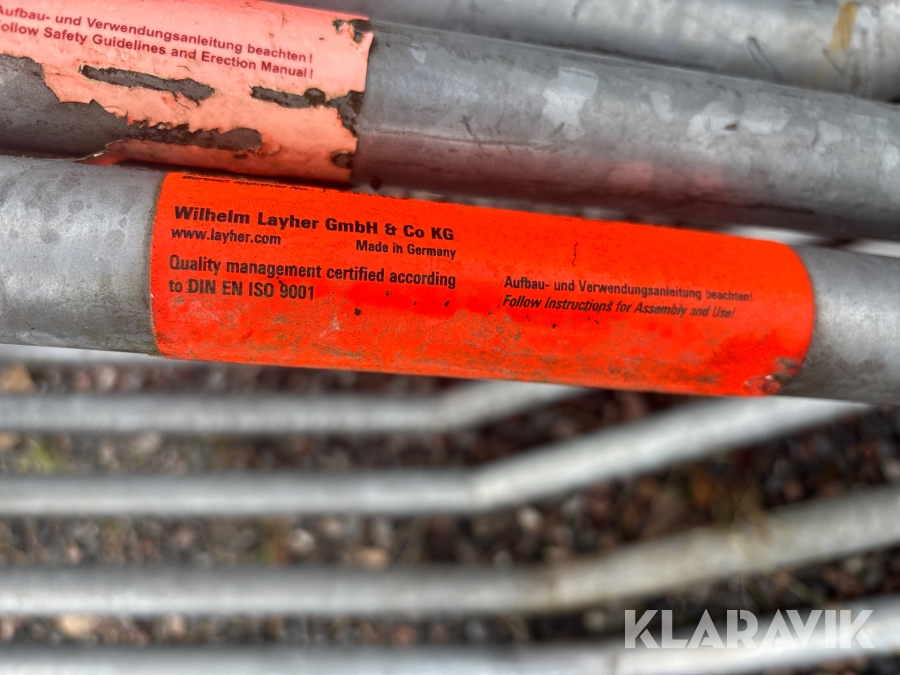 Aufbau- und Verwendungsanleitung beachten!
Follow Safety Guidelines and Erection Manual!
Wilhelm Layher GmbH & Co KG
www.layher.com
Made in Germany
Quality management certified according
to DIN EN ISO 9001
Aufbau- und Verwendungsanleitung beachten!
Follow Instructions for Assembly and Use!
KLARAVIK